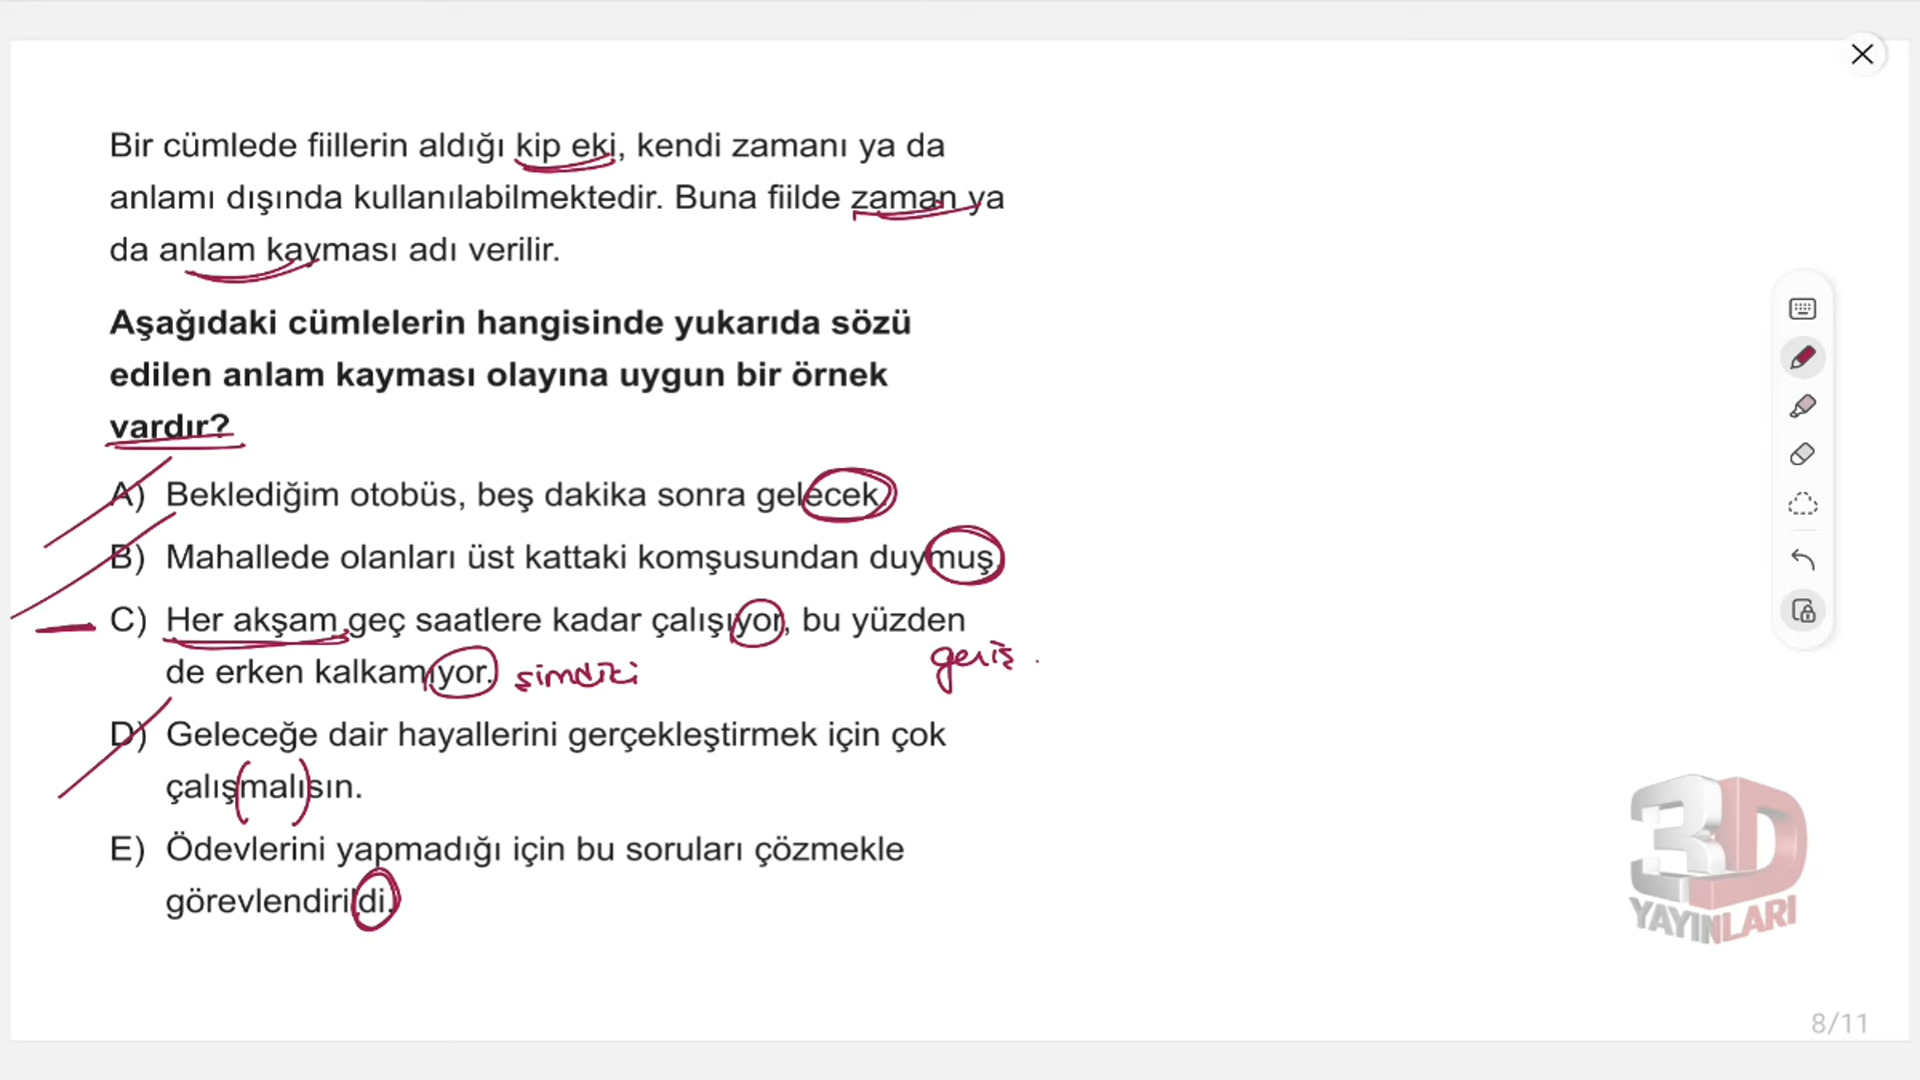 Bir cümlede fiillerin aldığı kip eki, kendi zamanı ya da
anlamı dışında kullanılabilmektedir. Buna fiilde zaman ya
da anlam kayması adı verilir.
Aşağıdaki cümlelerin hangisinde yukarıda sözü
edilen anlam kayması olayına uygun bir örnek
vardır?
A) Beklediğim otobüs, beş dakika sonra gelecek.
B) Mahallede olanları üst kattaki komşusundan duymuş.
C) Her akşam geç saatlere kadar çalışıyor, bu yüzden
de erken kalkamıyor.
şimdiki
geniş
D) Geleceğe dair hayallerini gerçekleştirmek için çok
çalışmalısın.
E) Ödevlerini yapmadığı için bu soruları çözmekle
görevlendirildi.
3D
YAYINLARI
8/11